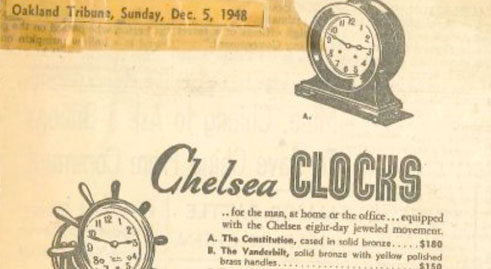 Oakland Tribune, Sunday, Dec. 5, 1948
A.
Chelsea CLOCKS
..for the man, at home or the office...equipped
with the Chelsea eight-day jeweled movement.
A. The Constitution, cased in solid bronze.....$180
B. The Vanderbilt, solid bronze with yellow polished
brass handles.................$150